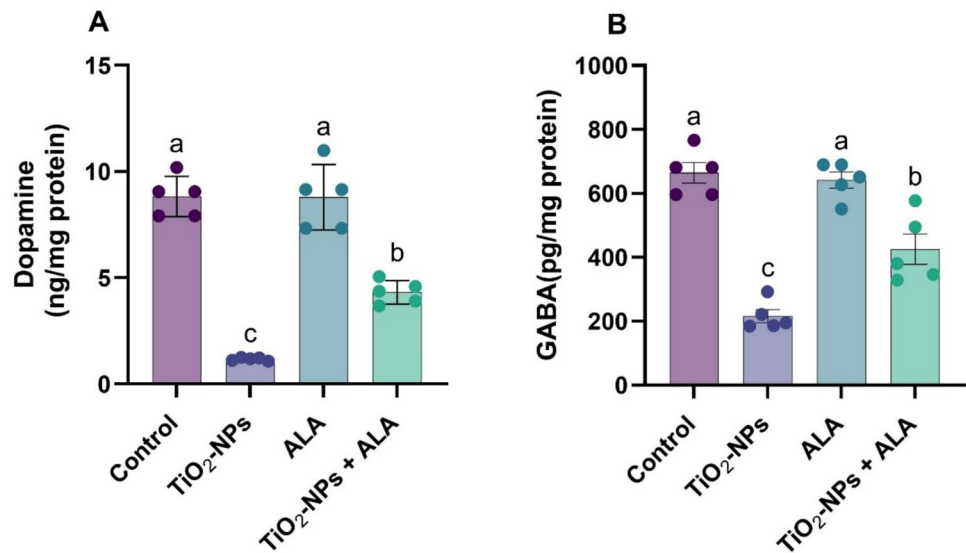 A
Dopamine
(ng/mg protein)
15
10
5
0
a
c
a
b
Control
TiO₂-NPs
ALA
TiO₂-NPs + ALA
B
GABA(pg/mg protein)
1000
800
600
400
200
0
a
c
a
b
Control
TiO₂-NPs
ALA
TiO₂-NPs + ALA